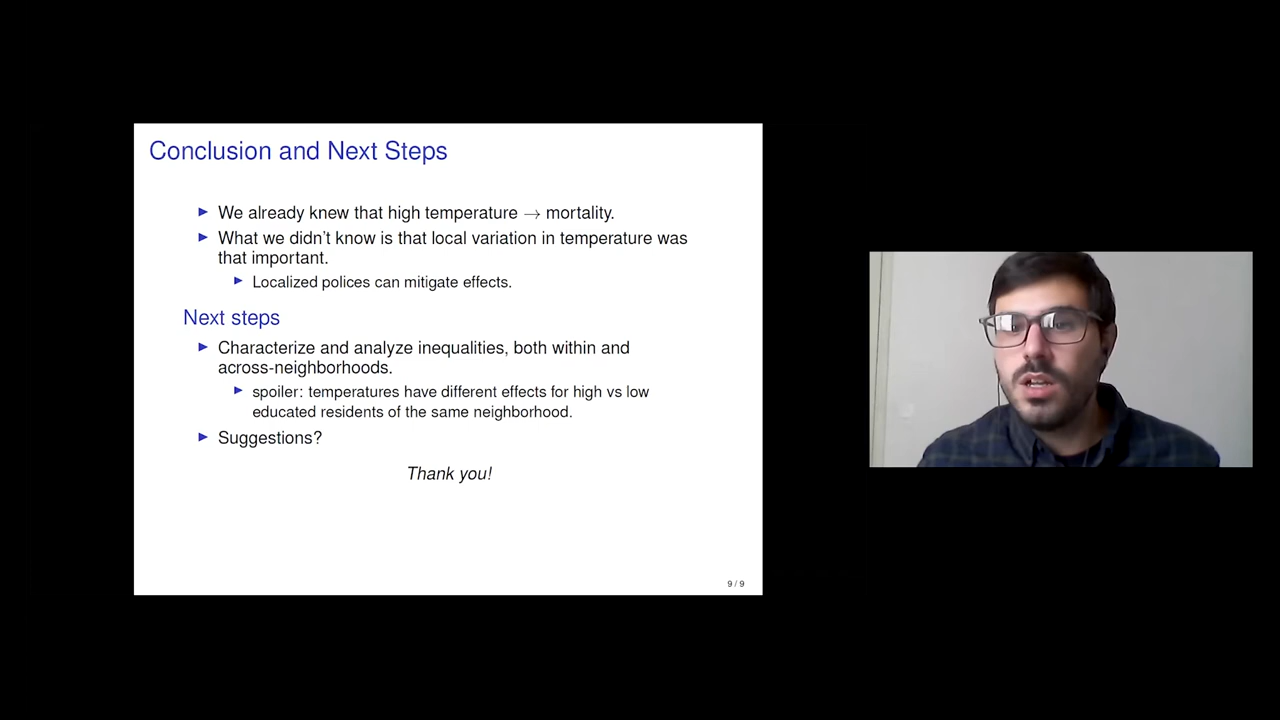 Conclusion and Next Steps
► We already knew that high temperature → mortality.
► What we didn't know is that local variation in temperature was
that important.
► Localized polices can mitigate effects.
Next steps
► Characterize and analyze inequalities, both within and
across-neighborhoods.
► spoiler: temperatures have different effects for high vs low
educated residents of the same neighborhood.
► Suggestions?
Thank you!
9 / 9